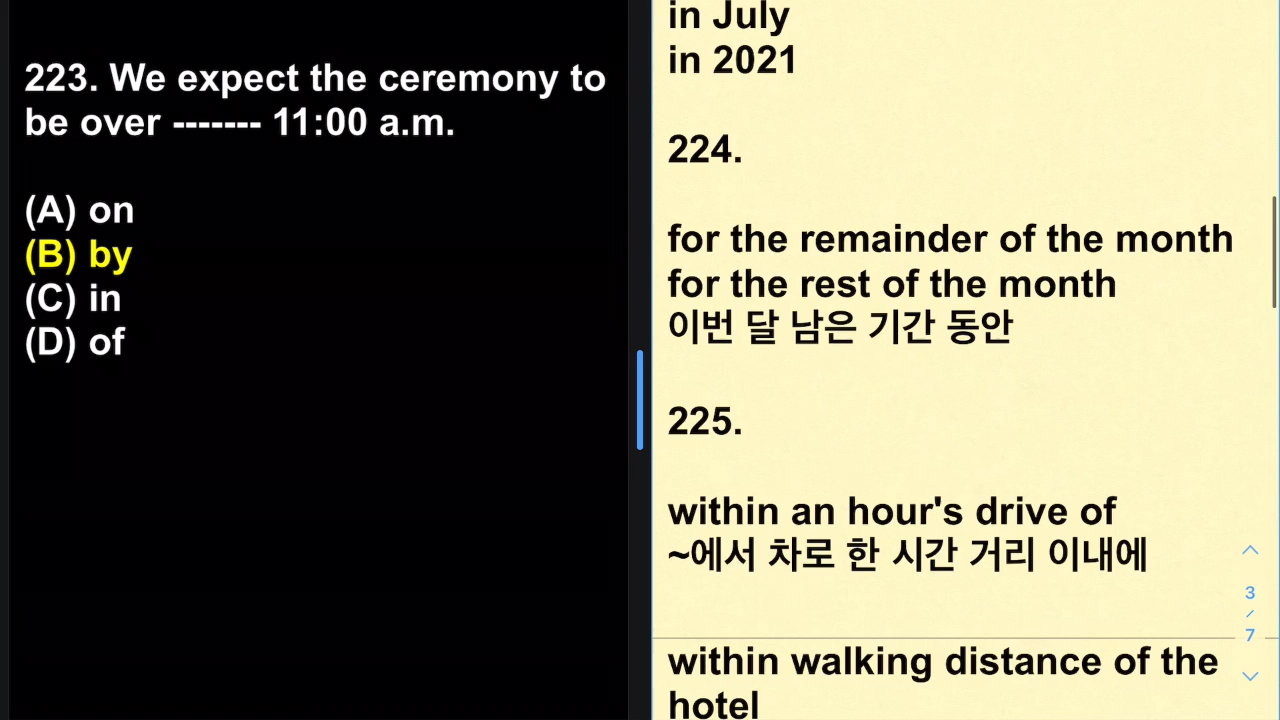 223. We expect the ceremony to
be over ------- 11:00 a.m.
(A) on
(B) by
(C) in
(D) of
in July
in 2021
224.
for the remainder of the month
for the rest of the month
이번 달 남은 기간 동안
225.
within an hour's drive of
~에서 차로 한 시간 거리 이내에
within walking distance of the
hotel
3
/
7